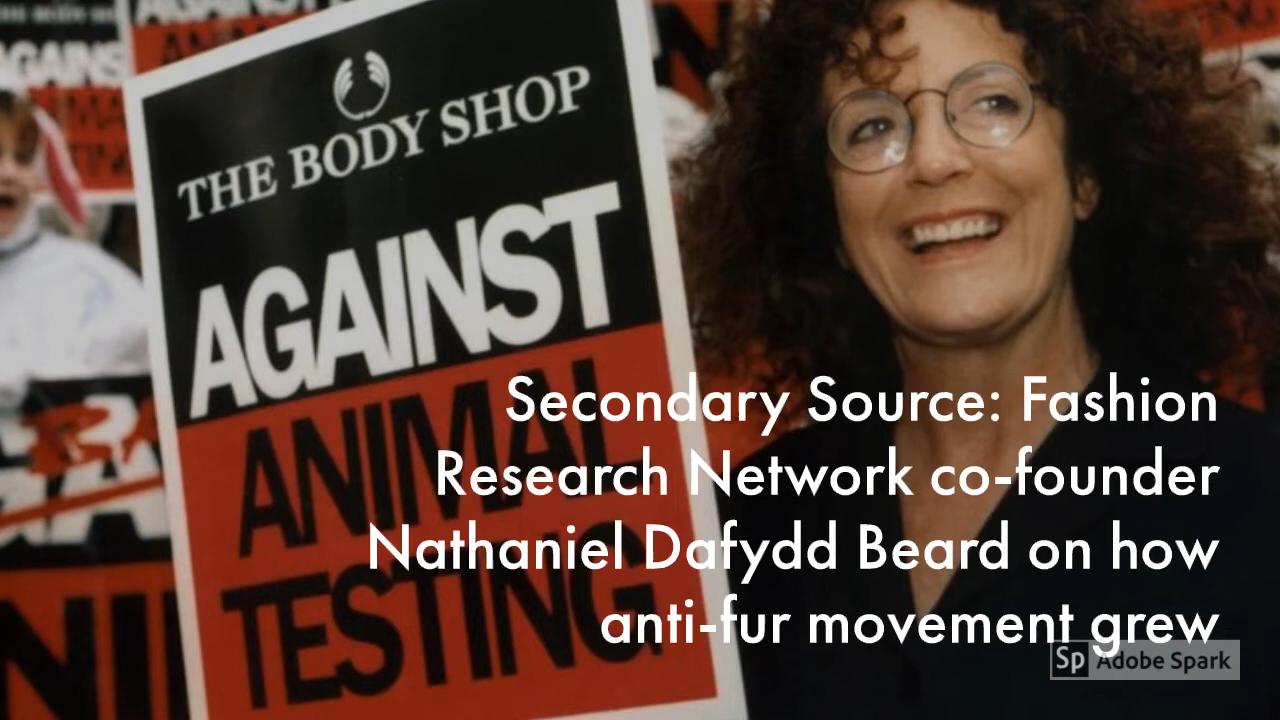 THE BODY SHOP
AGAINST
ANIMAL
TESTING
Secondary Source: Fashion
Research Network co-founder
Nathaniel Dafydd Beard on how
anti-fur movement grew
Sp Adobe Spark